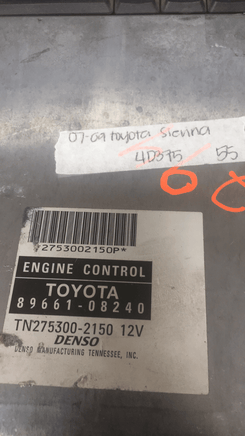 07-09 toyota Sienna
4D375 55
*2753002150P*
ENGINE CONTROL
TOYOTA
89661-08240
TN275300-2150 12V
DENSO
DENSO MANUFACTURING TENNESSEE, INC.